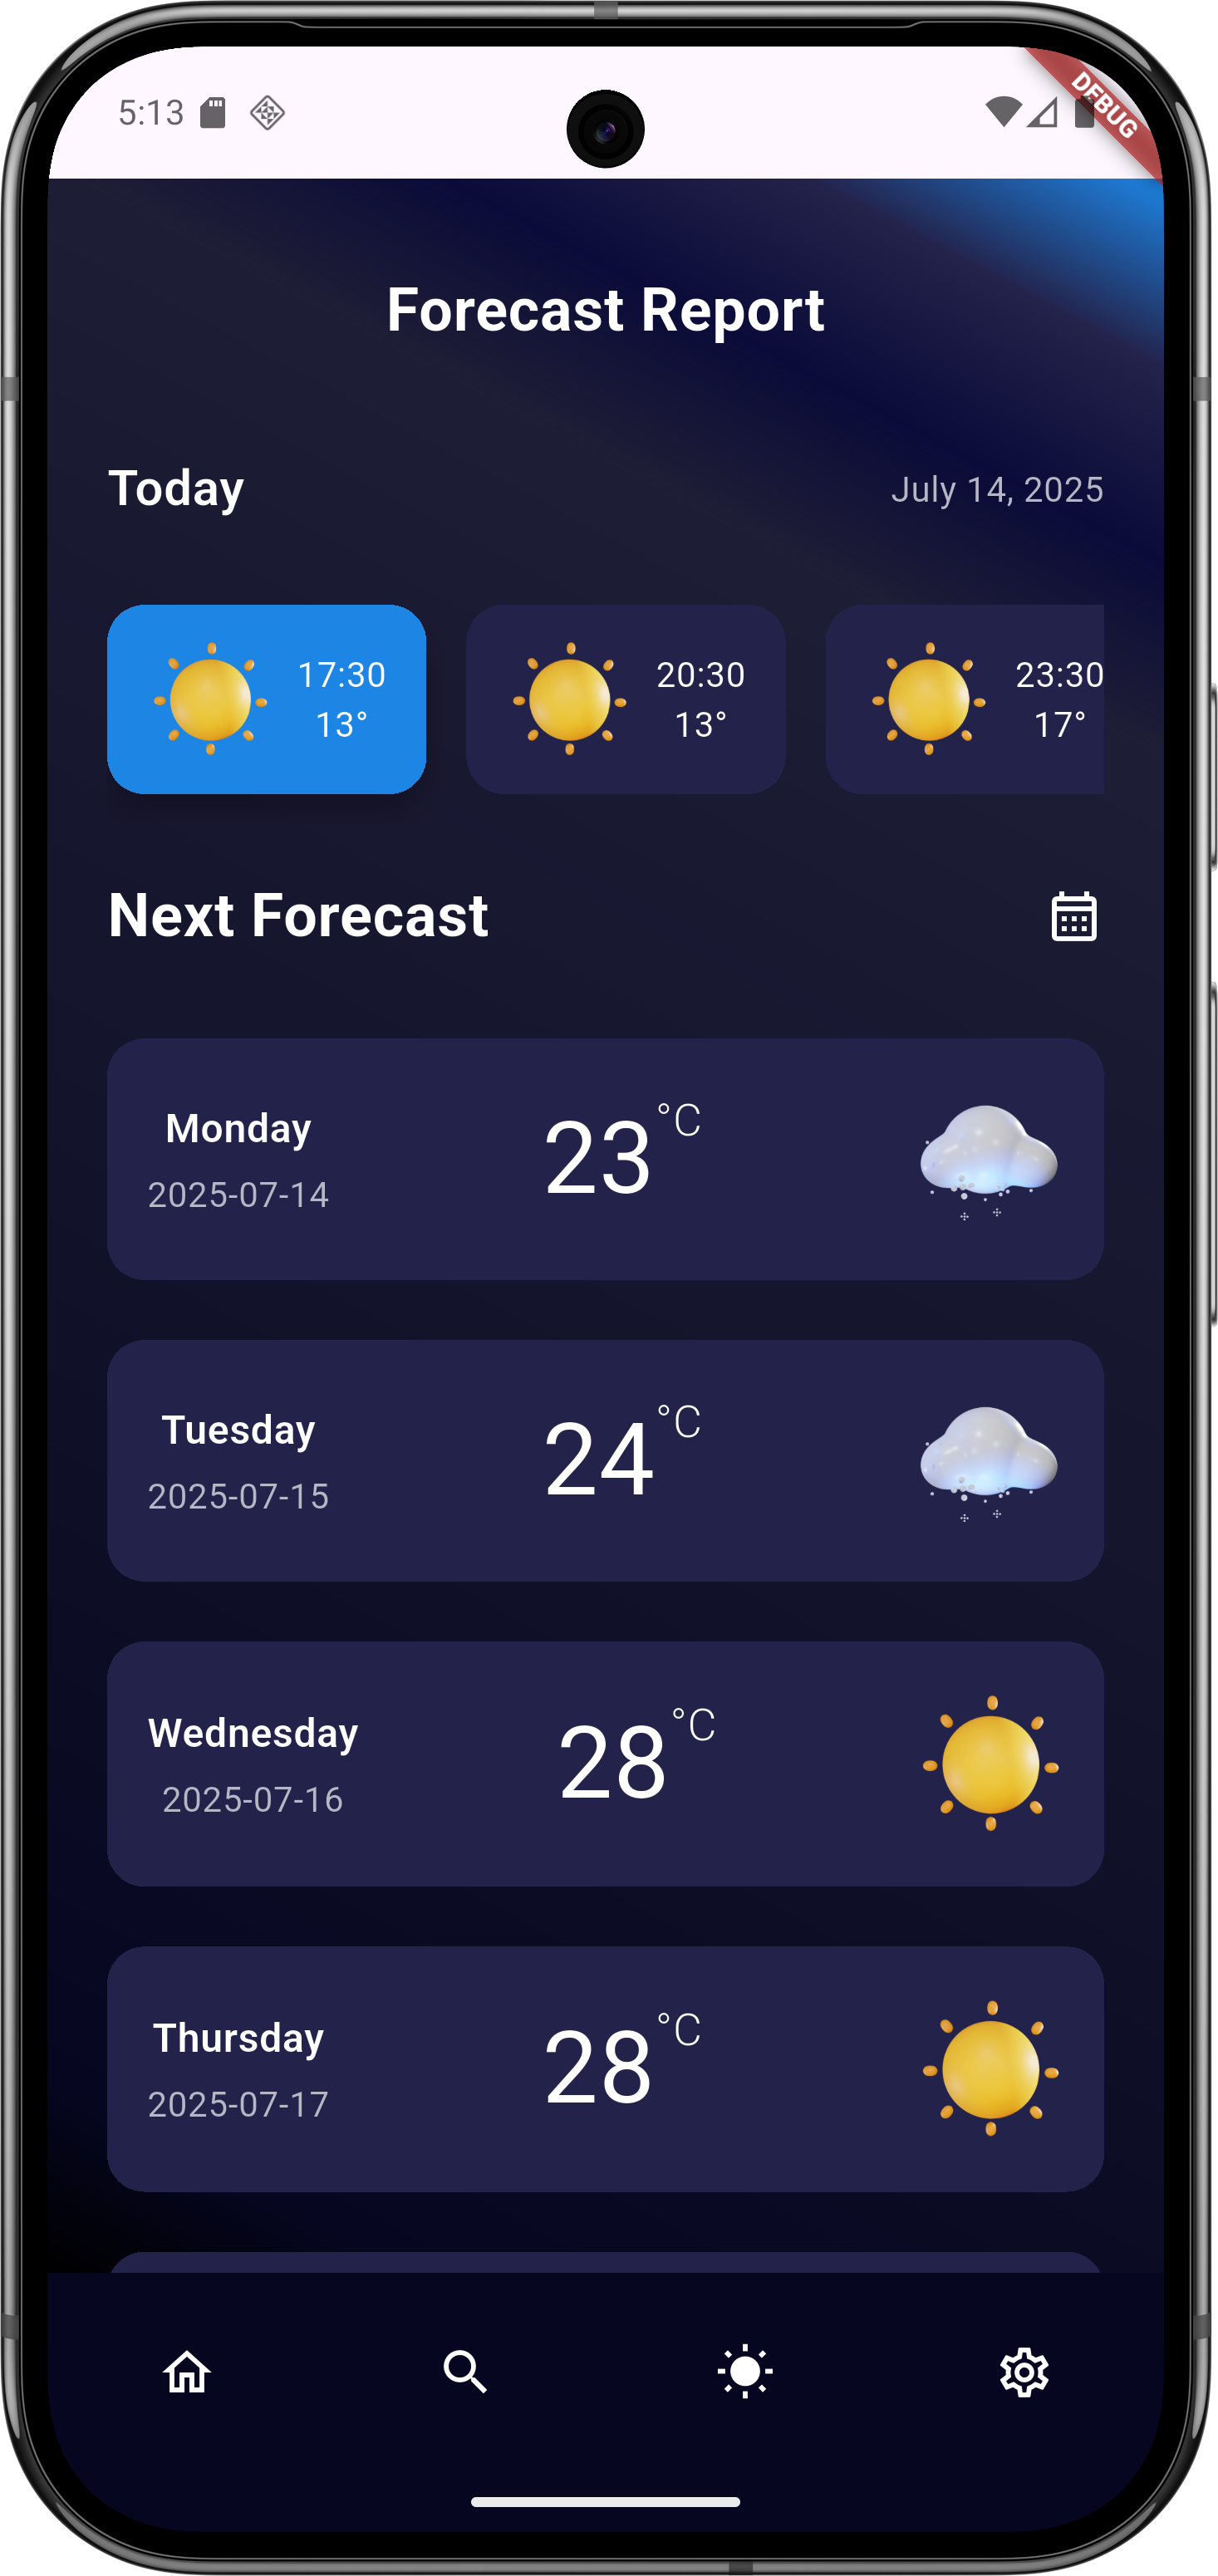 5:13
DEBUG
Forecast Report
Today
July 14, 2025
17:30
13°
20:30
13°
23:30
17°
Next Forecast
Monday
2025-07-14
23°C
Tuesday
2025-07-15
24°C
Wednesday
2025-07-16
28°C
Thursday
2025-07-17
28°C